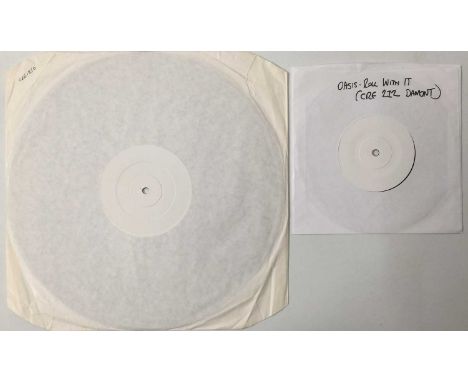 OASIS - ROLL WITH IT
(CRE 212 DAMONT)